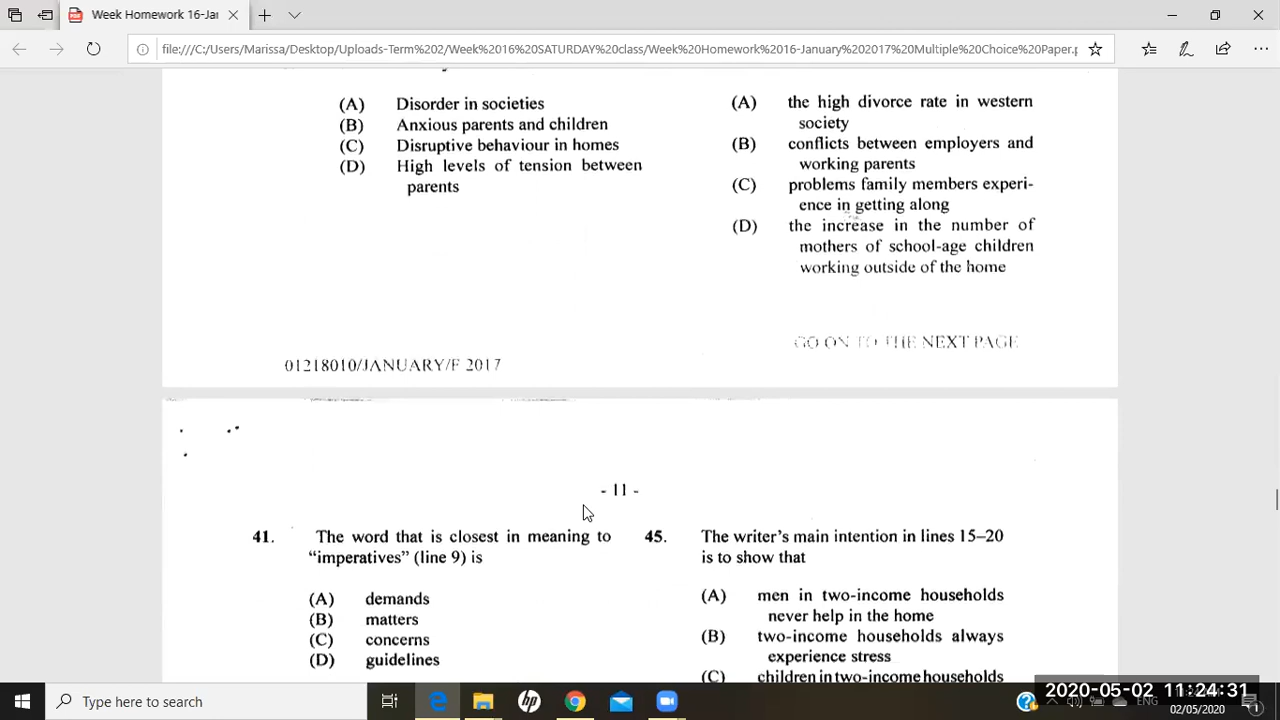 Week Homework 16-Jan
file:///C:/Users/Marissa/Desktop/Uploads-Term%202/Week%2016%20SATURDAY%20class/Week%20Homework%2016-January%202017%20Multiple%20Choice%20Paper.p
(A) Disorder in societies
(B) Anxious parents and children
(C) Disruptive behaviour in homes
(D) High levels of tension between
parents
(A) the high divorce rate in western
society
(B) conflicts between employers and
working parents
(C) problems family members experi-
ence in getting along
(D) the increase in the number of
mothers of school-age children
working outside of the home
GO ON TO THE NEXT PAGE
01218010/JANUARY/F 2017
- 11 -
41. The word that is closest in meaning to
"imperatives" (line 9) is
(A) demands
(B) matters
(C) concerns
(D) guidelines
45. The writer's main intention in lines 15–20
is to show that
(A) men in two-income households
never help in the home
(B) two-income households always
experience stress
(C) children in two-income households
Type here to search
ENG
2020-05-02 11:24:31
02/05/2020